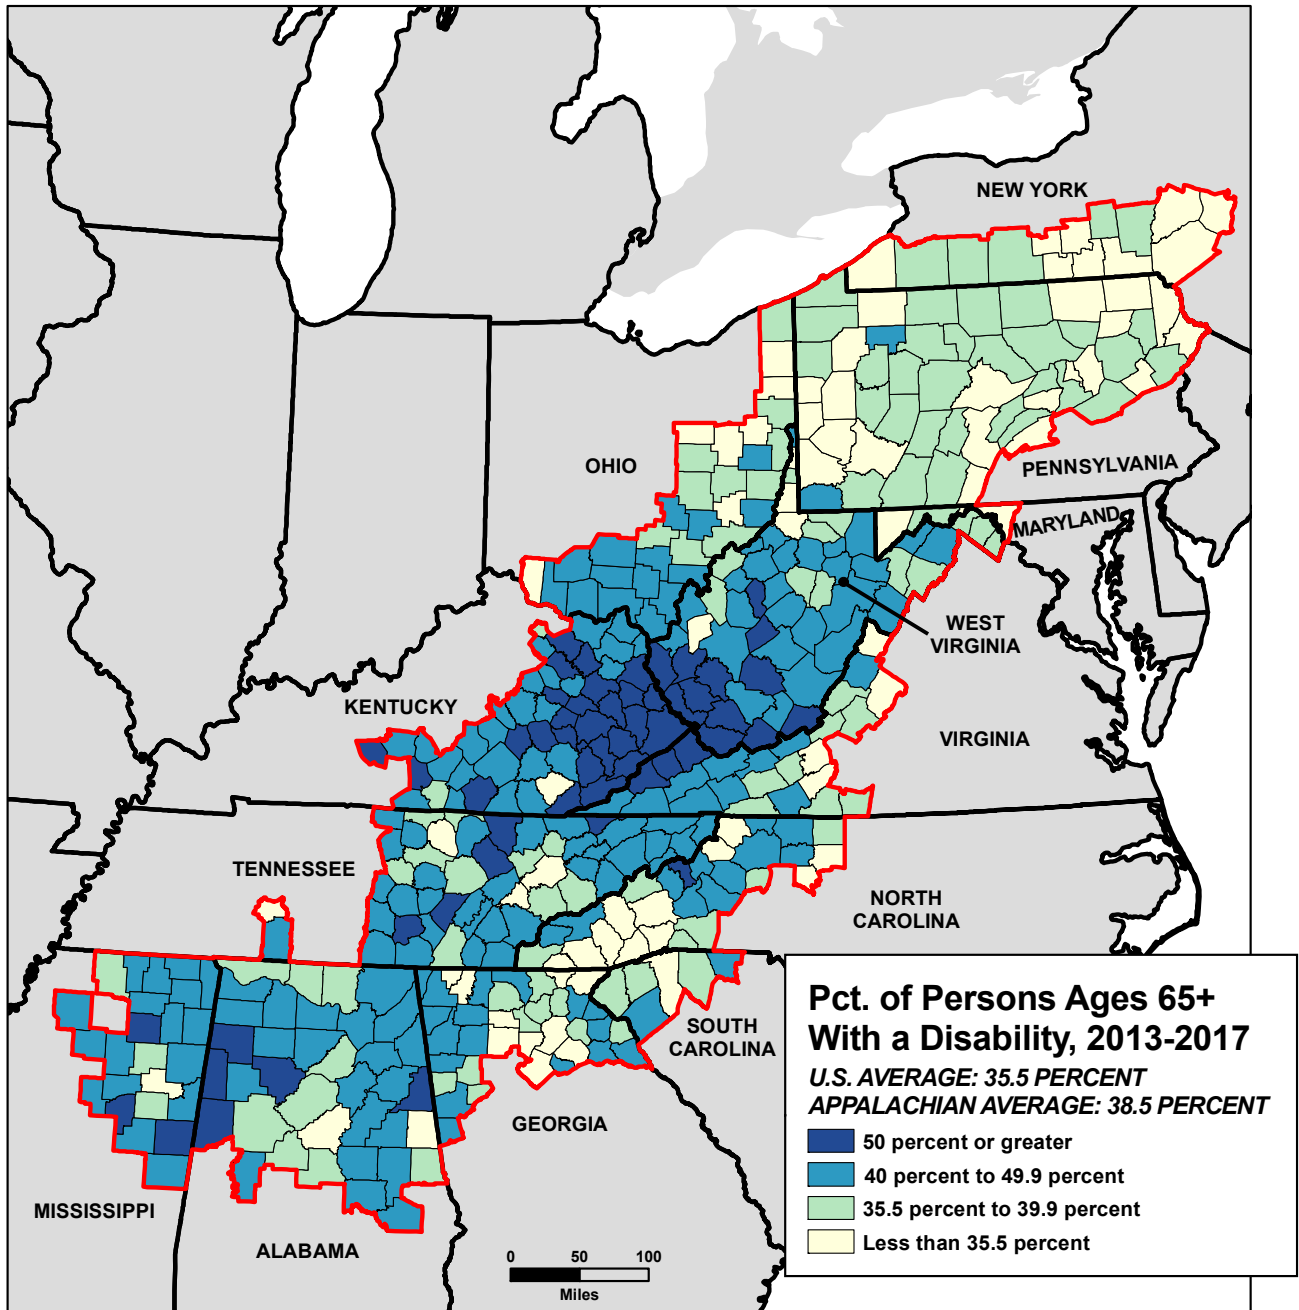 NEW YORK
OHIO
PENNSYLVANIA
MARYLAND
WEST
VIRGINIA
KENTUCKY
VIRGINIA
TENNESSEE
NORTH
CAROLINA
SOUTH
CAROLINA
GEORGIA
MISSISSIPPI
ALABAMA
0 50 100
Miles
Pct. of Persons Ages 65+
With a Disability, 2013-2017
U.S. AVERAGE: 35.5 PERCENT
APPALACHIAN AVERAGE: 38.5 PERCENT
50 percent or greater
40 percent to 49.9 percent
35.5 percent to 39.9 percent
Less than 35.5 percent